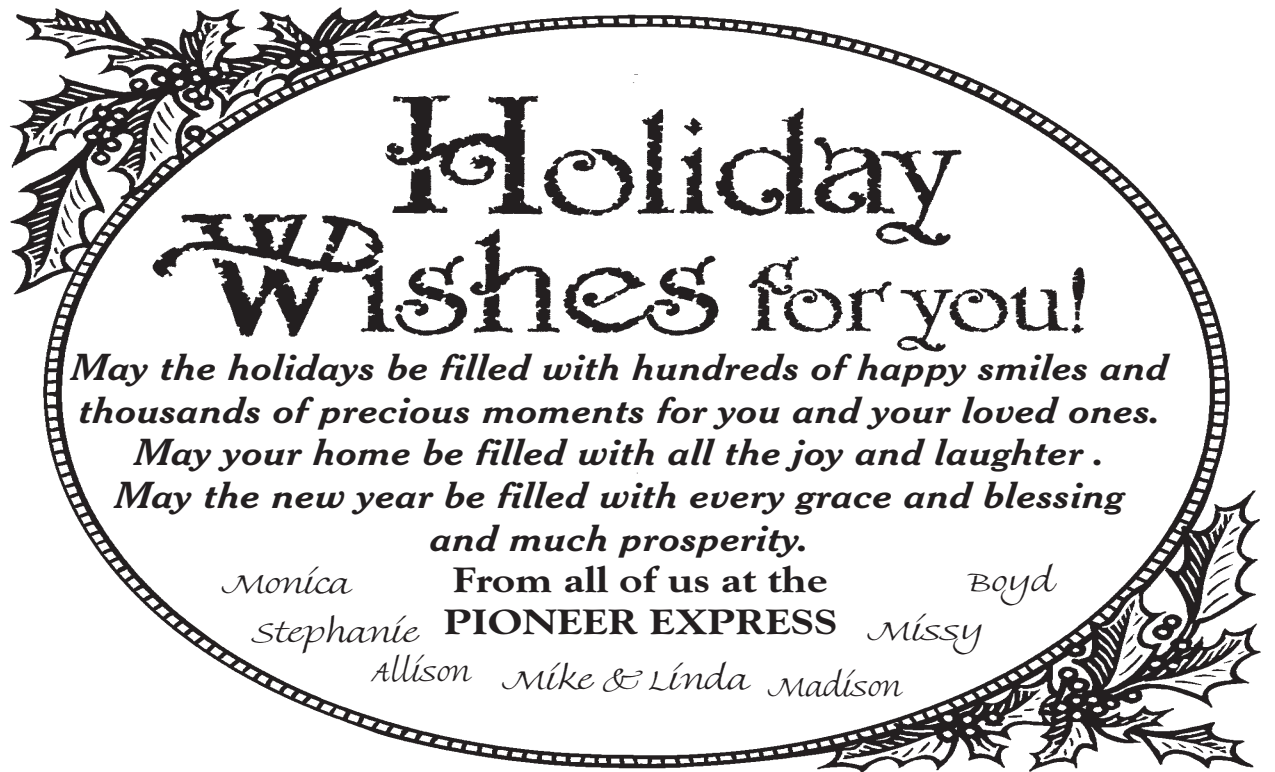 Holiday
Wishes for you!
May the holidays be filled with hundreds of happy smiles and
thousands of precious moments for you and your loved ones.
May your home be filled with all the joy and laughter .
May the new year be filled with every grace and blessing
and much prosperity.
From all of us at the
PIONEER EXPRESS
Monica
Boyd
Stephanie
Missy
Allison
Mike & Linda
Madison